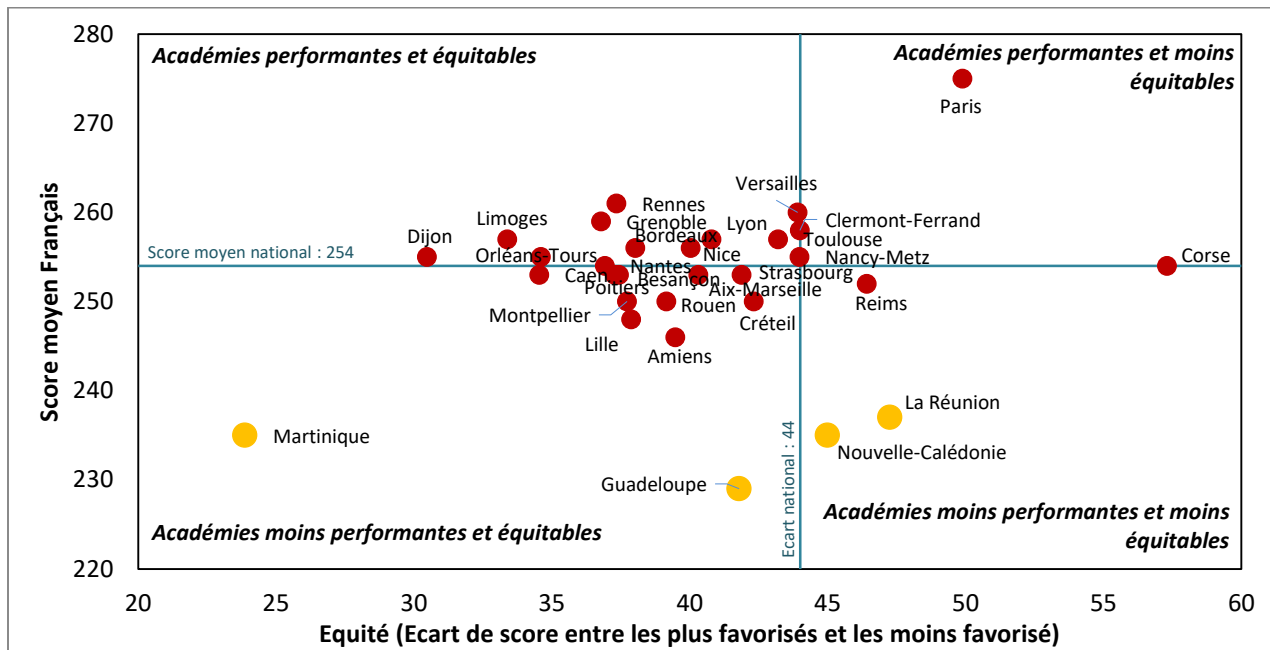 280
270
260
250
240
230
220
Score moyen Français
Académies performantes et équitables
Académies performantes et moins
équitables
Paris
Versailles
Rennes
Clermont-Ferrand
Limoges
Grenoble
Lyon
Dijon
Bordeaux
Toulouse
Score moyen national : 254
Orléans-Tours
Nice
Nancy-Metz
Corse
Nantes
Caen
Besançon
Strasbourg
Poitiers
Aix-Marseille
Montpellier
Rouen
Reims
Créteil
Lille
Amiens
La Réunion
Martinique
Nouvelle-Calédonie
Guadeloupe
Ecart national : 44
Académies moins performantes et équitables
Académies moins performantes et moins
équitables
20 25 30 35 40 45 50 55 60
Equité (Ecart de score entre les plus favorisés et les moins favorisé)